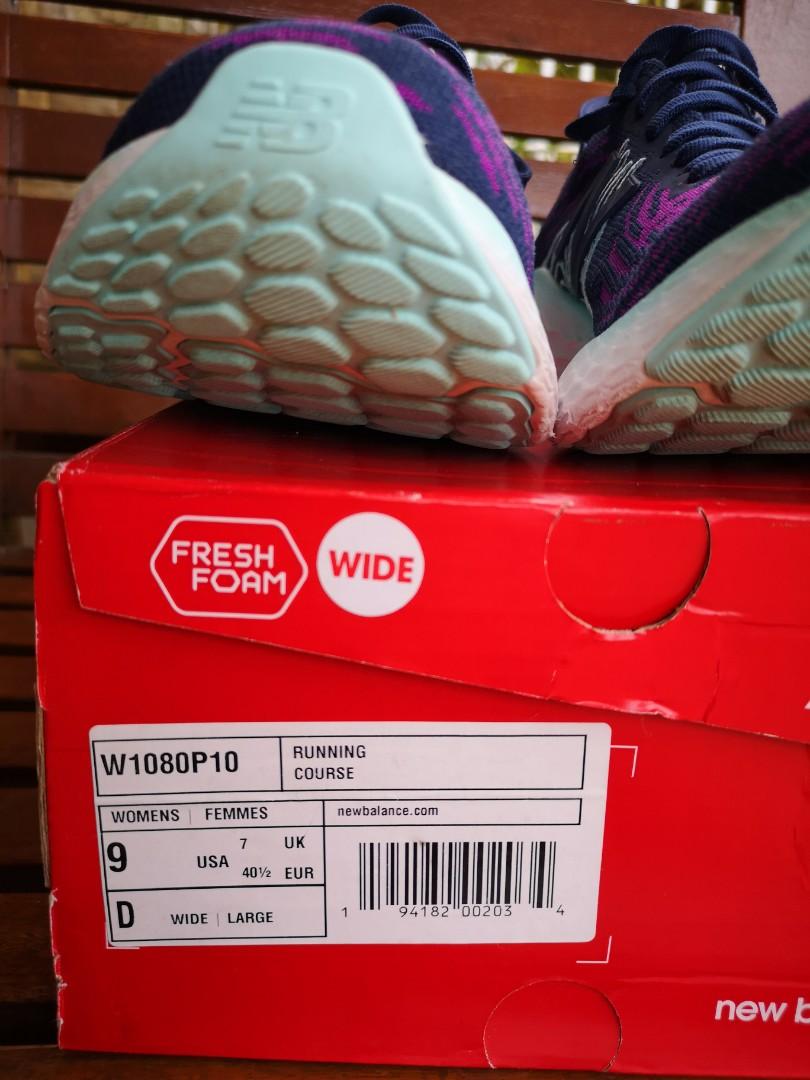 FRESH
FOAM
WIDE
W1080P10
RUNNING
COURSE
WOMENS | FEMMES
newbalance.com
9 USA 7 UK
40½ EUR
D WIDE | LARGE
1 94182 00203 4
new b